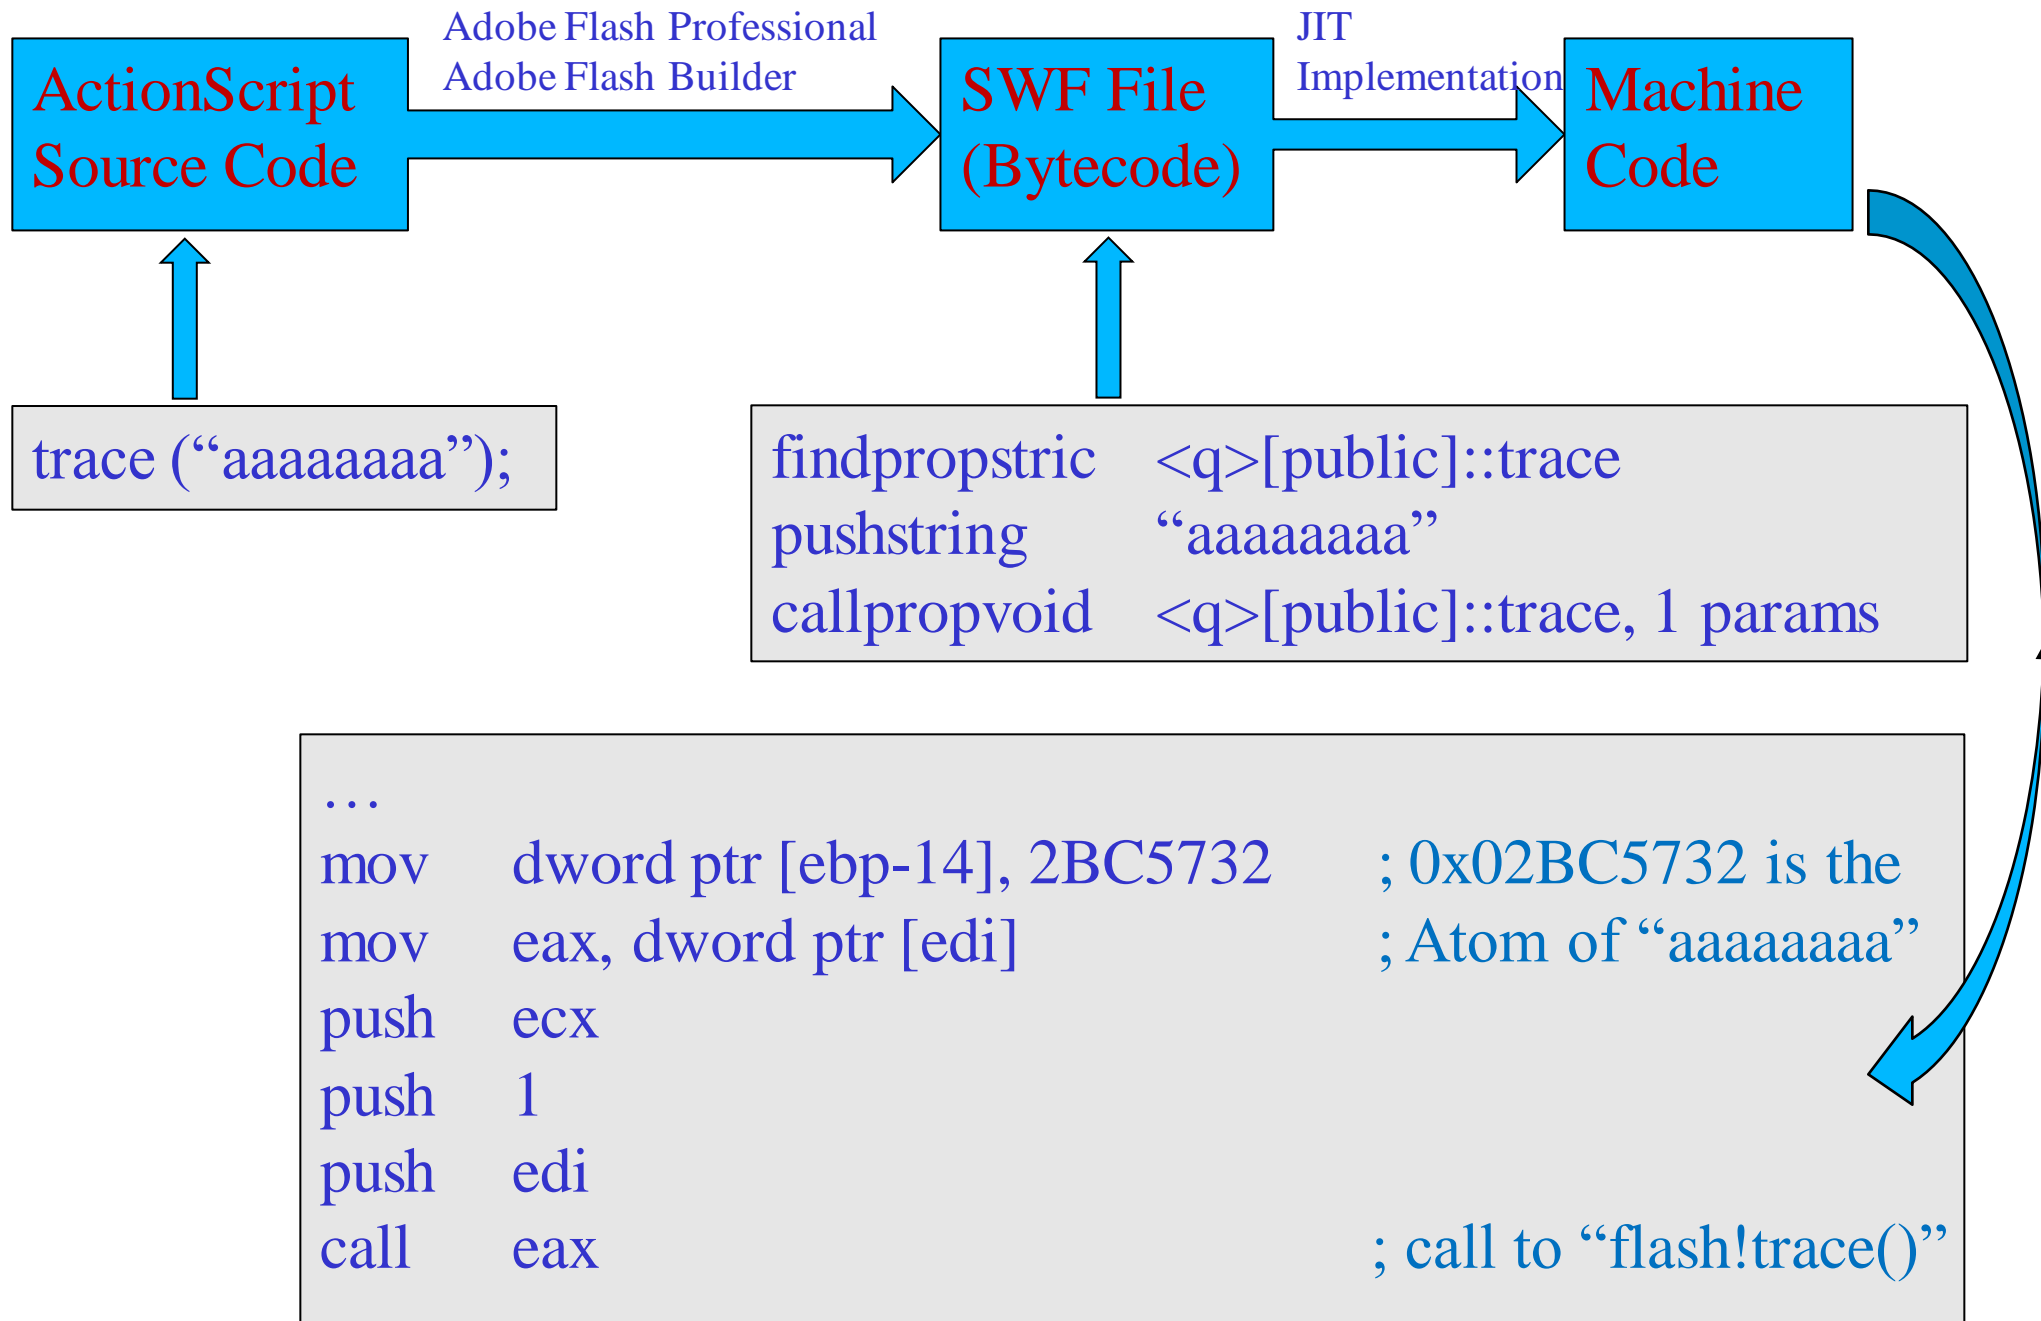 Adobe Flash Professional
Adobe Flash Builder
JIT
Implementation
ActionScript
Source Code
SWF File
(Bytecode)
Machine
Code
trace (“aaaaaaaa”);
findpropstric <q>[public]::trace
pushstring “aaaaaaaa”
callpropvoid <q>[public]::trace, 1 params
…
mov dword ptr [ebp-14], 2BC5732 ; 0x02BC5732 is the
mov eax, dword ptr [edi] ; Atom of “aaaaaaaa”
push ecx
push 1
push edi
call eax ; call to “flash!trace()”